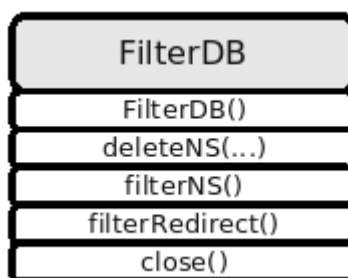 FilterDB
FilterDB()
deleteNS(...)
filterNS()
filterRedirect()
close()